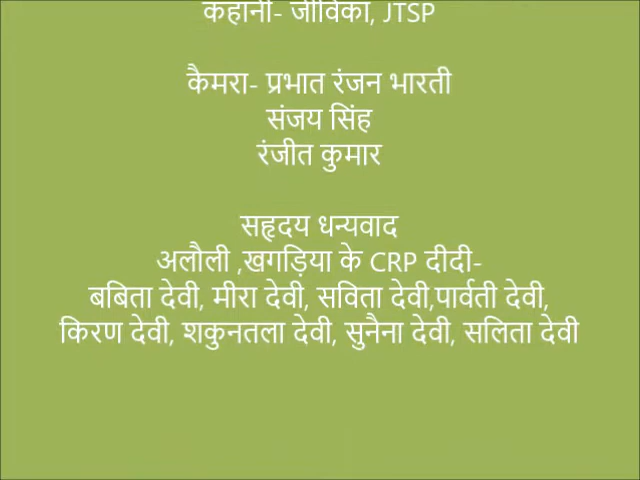 कहानी- जीविका, JTSP
कैमरा- प्रभात रंजन भारती
संजय सिंह
रंजीत कुमार
सहृदय धन्यवाद
अलौली ,खगड़िया के CRP दीदी-
बबिता देवी, मीरा देवी, सविता देवी,पार्वती देवी,
किरण देवी, शकुनतला देवी, सुनैना देवी, सलिता देवी